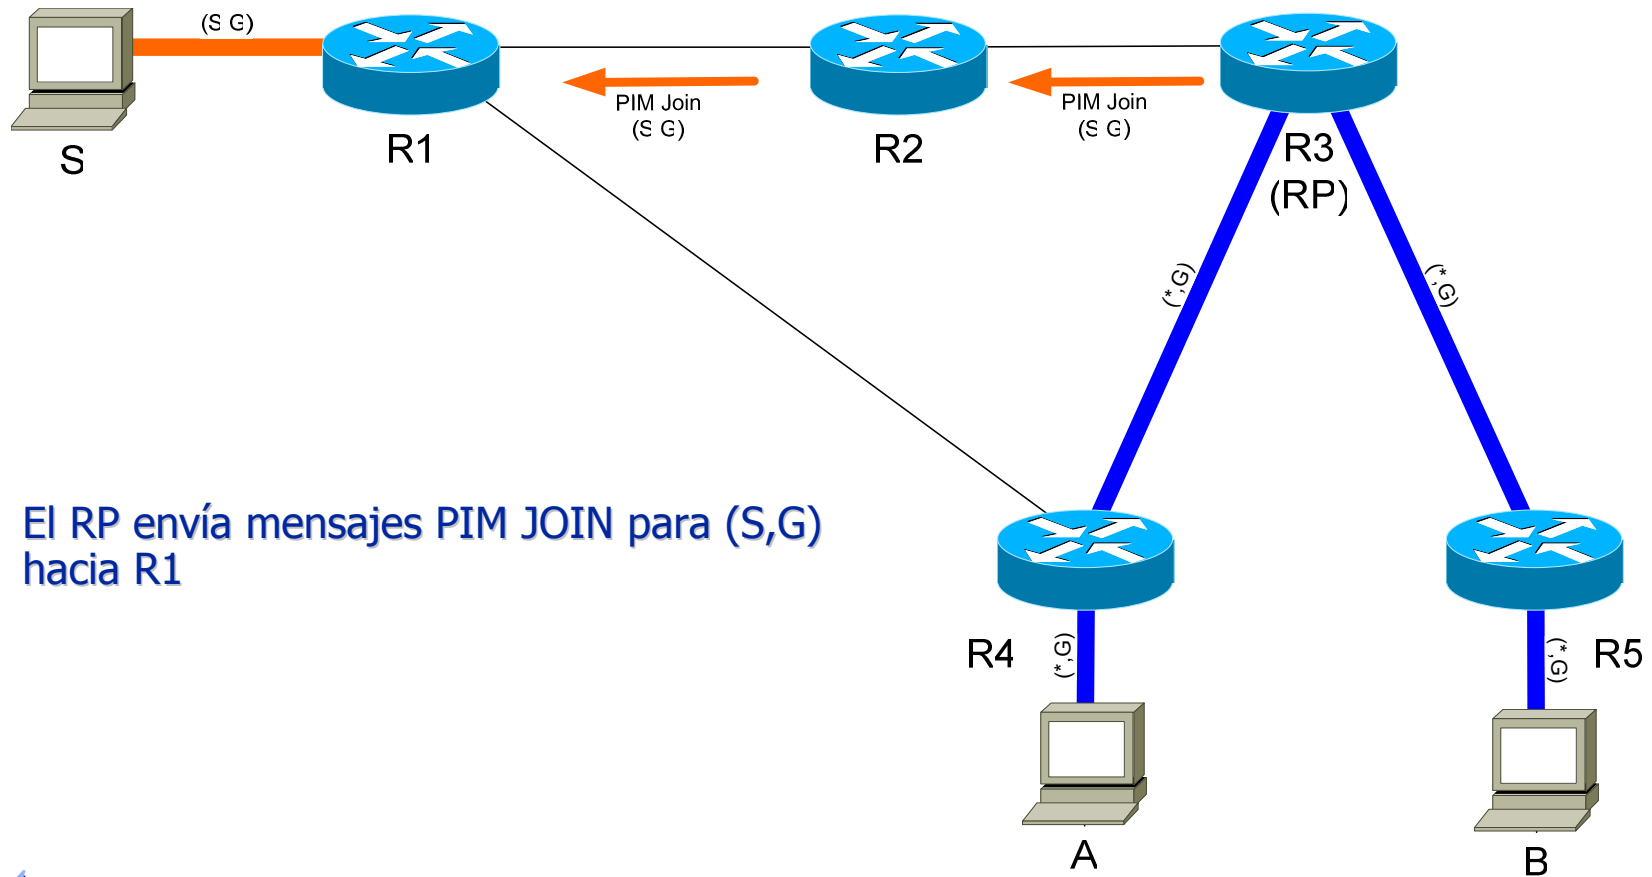 (S G)
PIM Join
(S G)
PIM Join
(S G)
S
R1
R2
R3
(RP)
(*,G)
(*,G)
El RP envía mensajes PIM JOIN para (S,G)
hacia R1
R4
(*,G)
(*,G)
R5
A
B